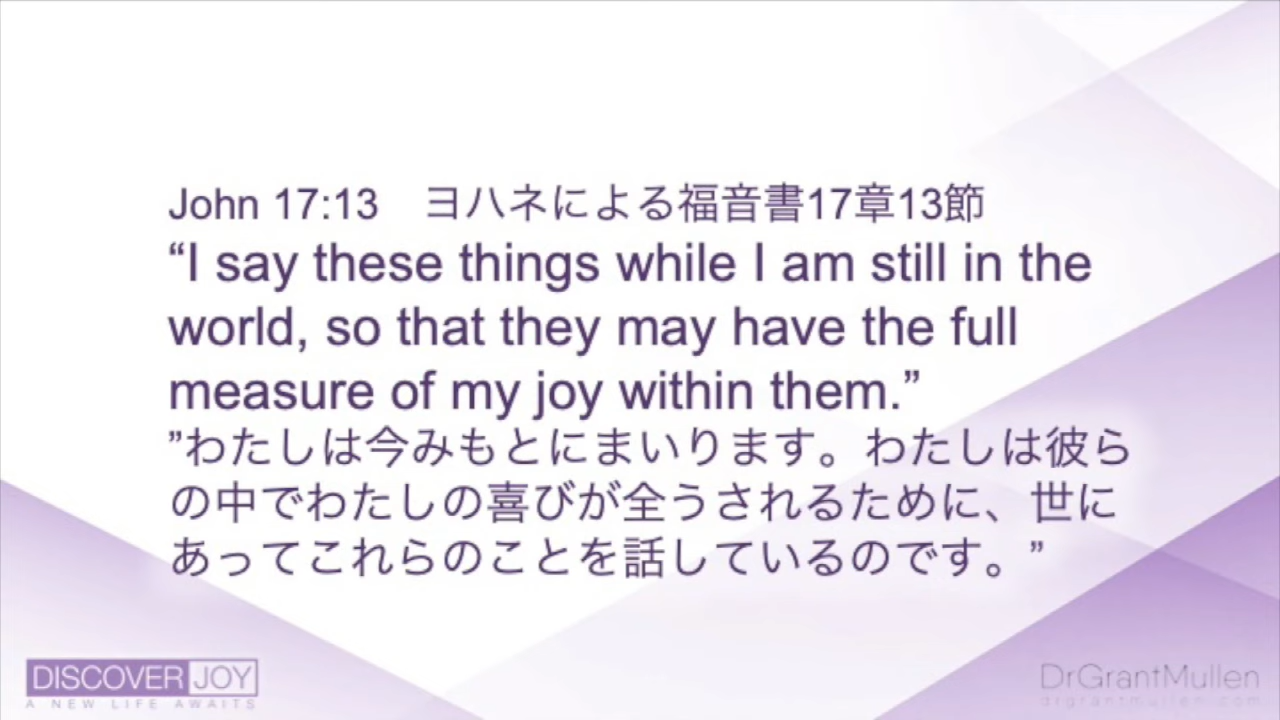 John 17:13　ヨハネによる福音書17章13節
“I say these things while I am still in the
world, so that they may have the full
measure of my joy within them.”
”わたしは今みもとにまいります。わたしは彼ら
の中でわたしの喜びが全うされるために、世に
あってこれらのことを話しているのです。”
DISCOVER JOY
A NEW LIFE AWAITS
DrGrantMullen
drgrantmullen.com